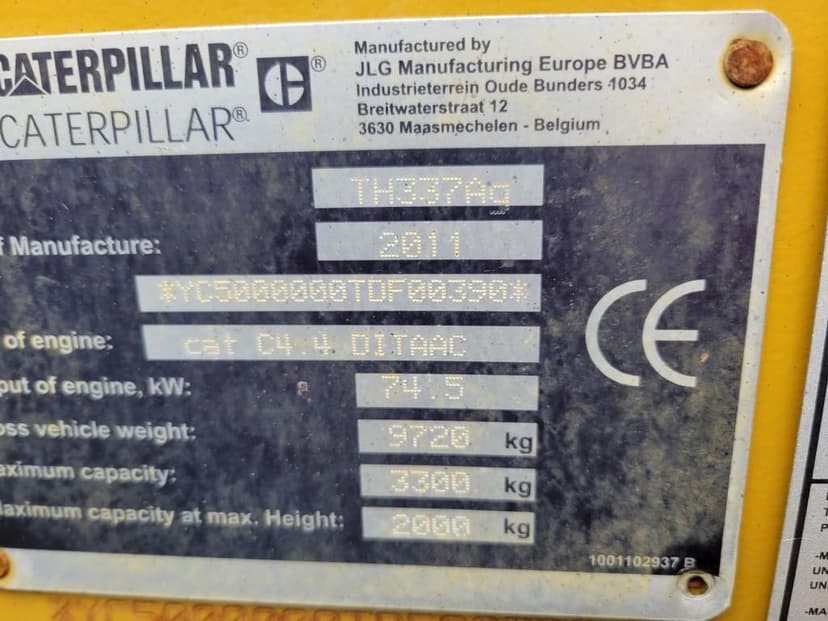 CATERPILLAR®
CATERPILLAR®
Manufactured by
JLG Manufacturing Europe BVBA
Industrieterrein Oude Bunders 1034
Breitwaterstraat 12
3630 Maasmechelen - Belgium
TH337Ag
f Manufacture: 2011
*YC5000000TDF00390*
of engine: cat C4.4 DITAAC
put of engine, kW: 74.5
oss vehicle weight: 9720 kg
aximum capacity: 3300 kg
Maximum capacity at max. Height: 2000 kg
CE
1001102937 B